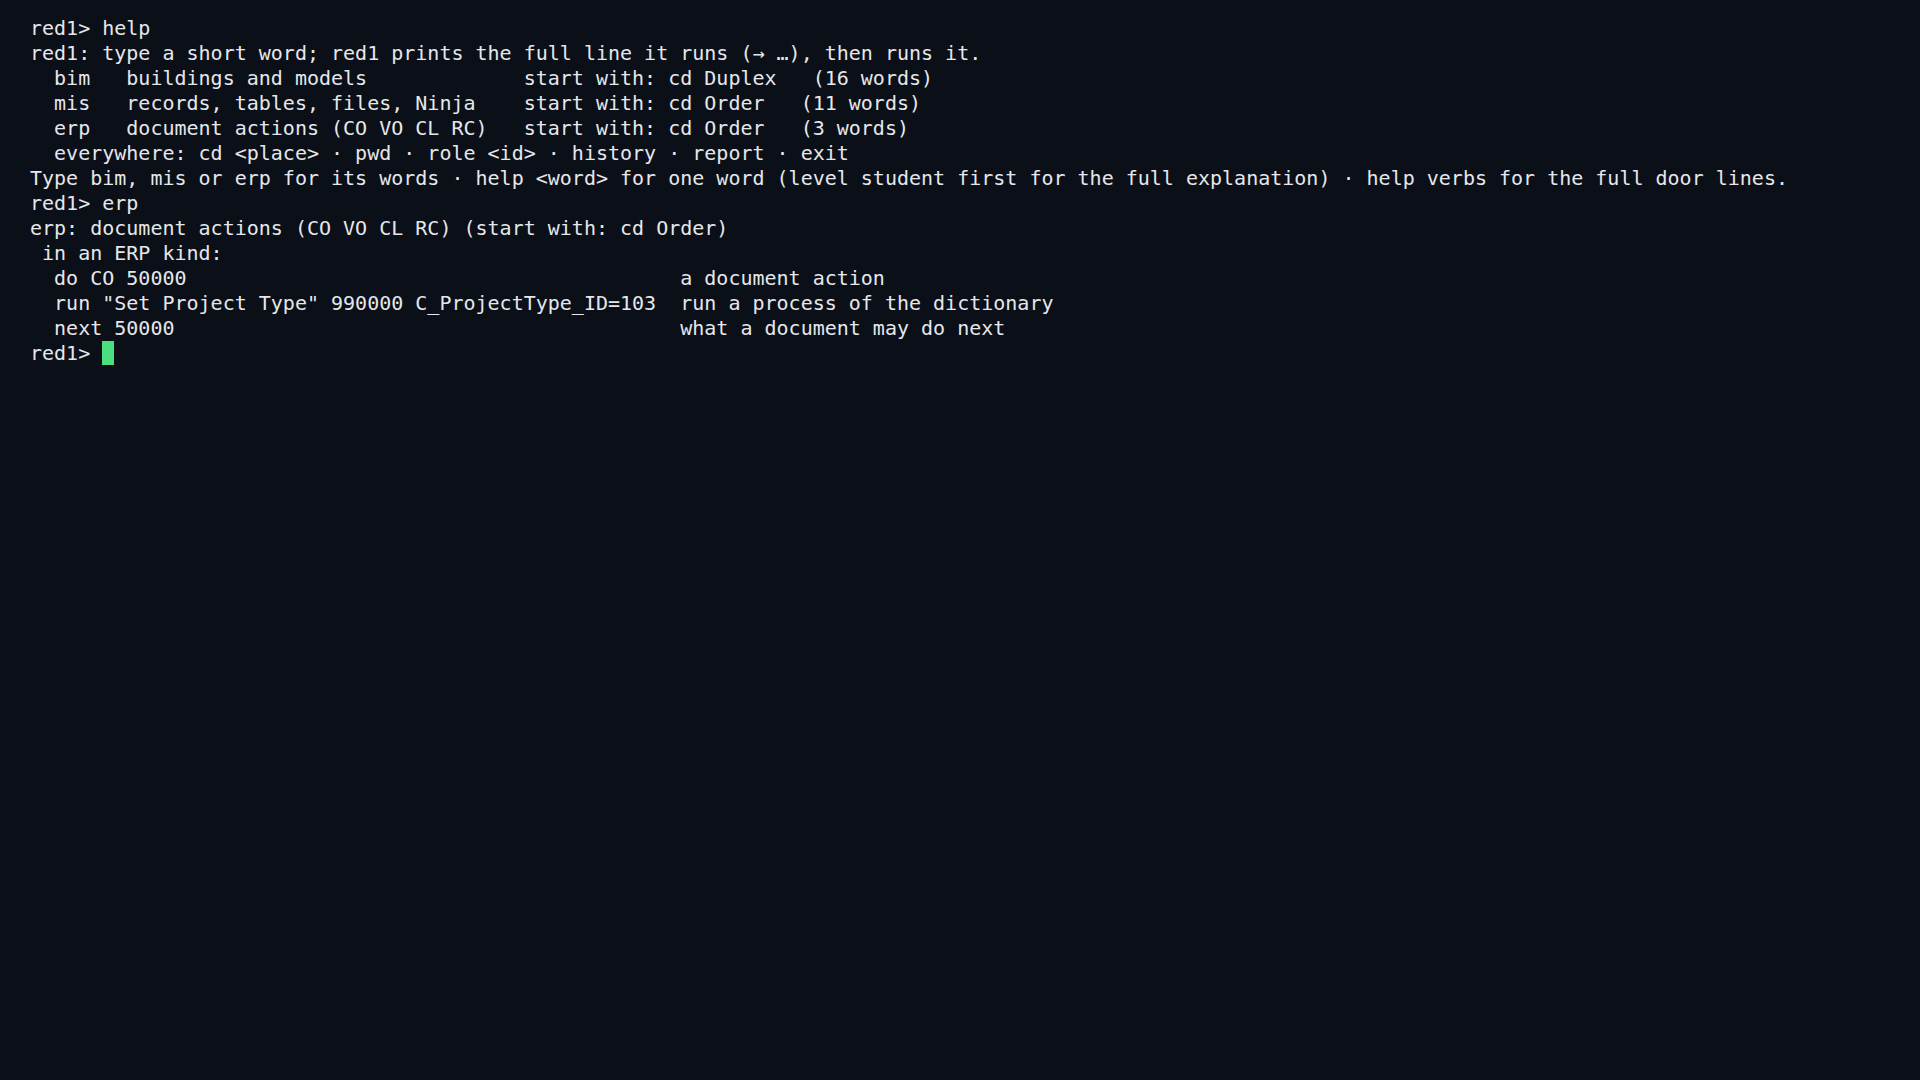 red1> help
red1: type a short word; red1 prints the full line it runs (→ …), then runs it.
  bim   buildings and models             start with: cd Duplex   (16 words)
  mis   records, tables, files, Ninja    start with: cd Order   (11 words)
  erp   document actions (CO VO CL RC)   start with: cd Order   (3 words)
  everywhere: cd <place> · pwd · role <id> · history · report · exit
Type bim, mis or erp for its words · help <word> for one word (level student first for the full explanation) · help verbs for the full door lines.
red1> erp
erp: document actions (CO VO CL RC) (start with: cd Order)
 in an ERP kind:
  do CO 50000                                         a document action
  run "Set Project Type" 990000 C_ProjectType_ID=103  run a process of the dictionary
  next 50000                                          what a document may do next
red1>